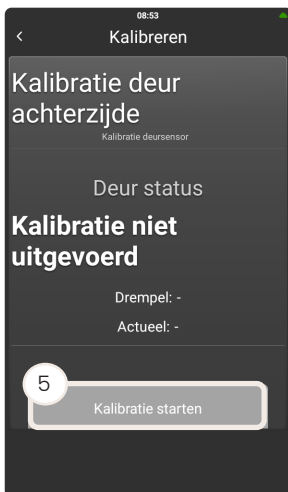 08:53
Kalibreren
Kalibratie deur
achterzijde
Kalibratie deursensor
Deur status
Kalibratie niet
uitgevoerd
Drempel: -
Actueel: -
5
Kalibratie starten